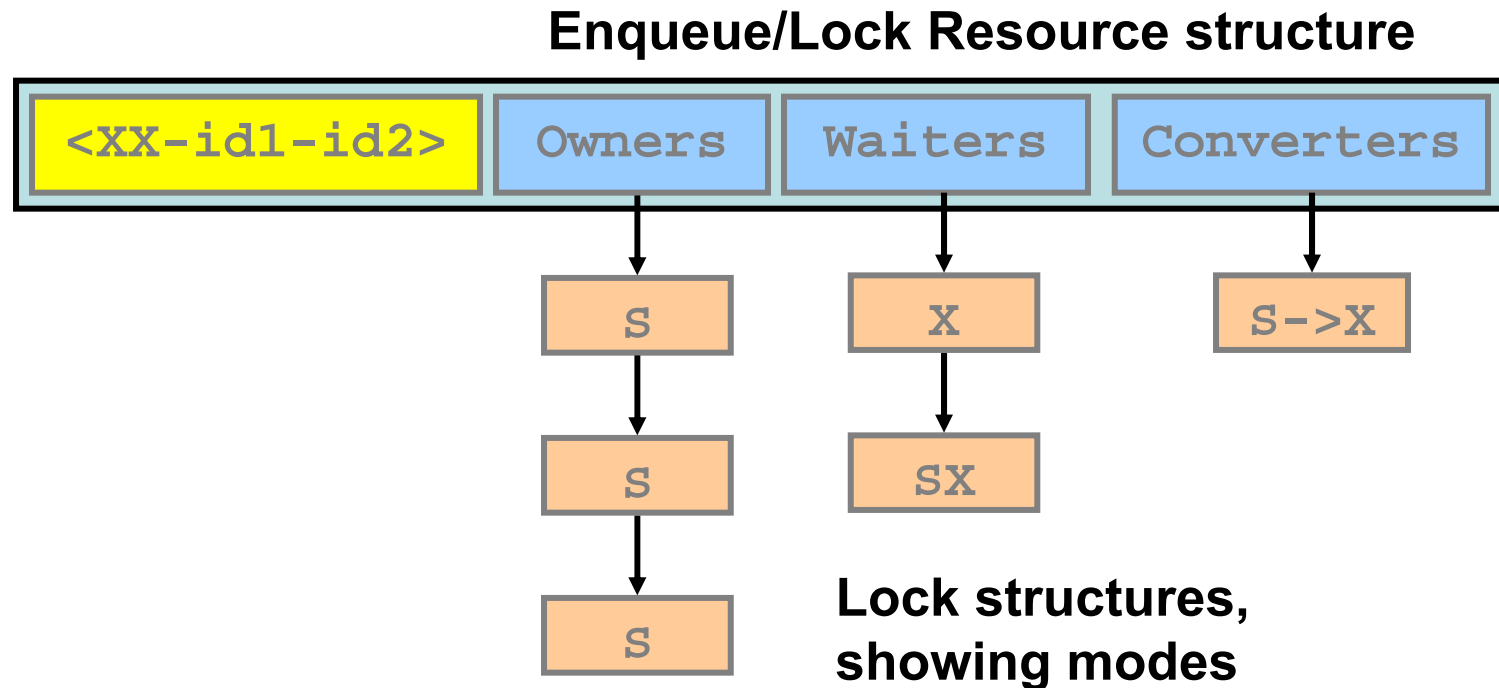 Enqueue/Lock Resource structure
<XX-id1-id2> Owners Waiters Converters
S X S->X
S SX
S
Lock structures,
showing modes